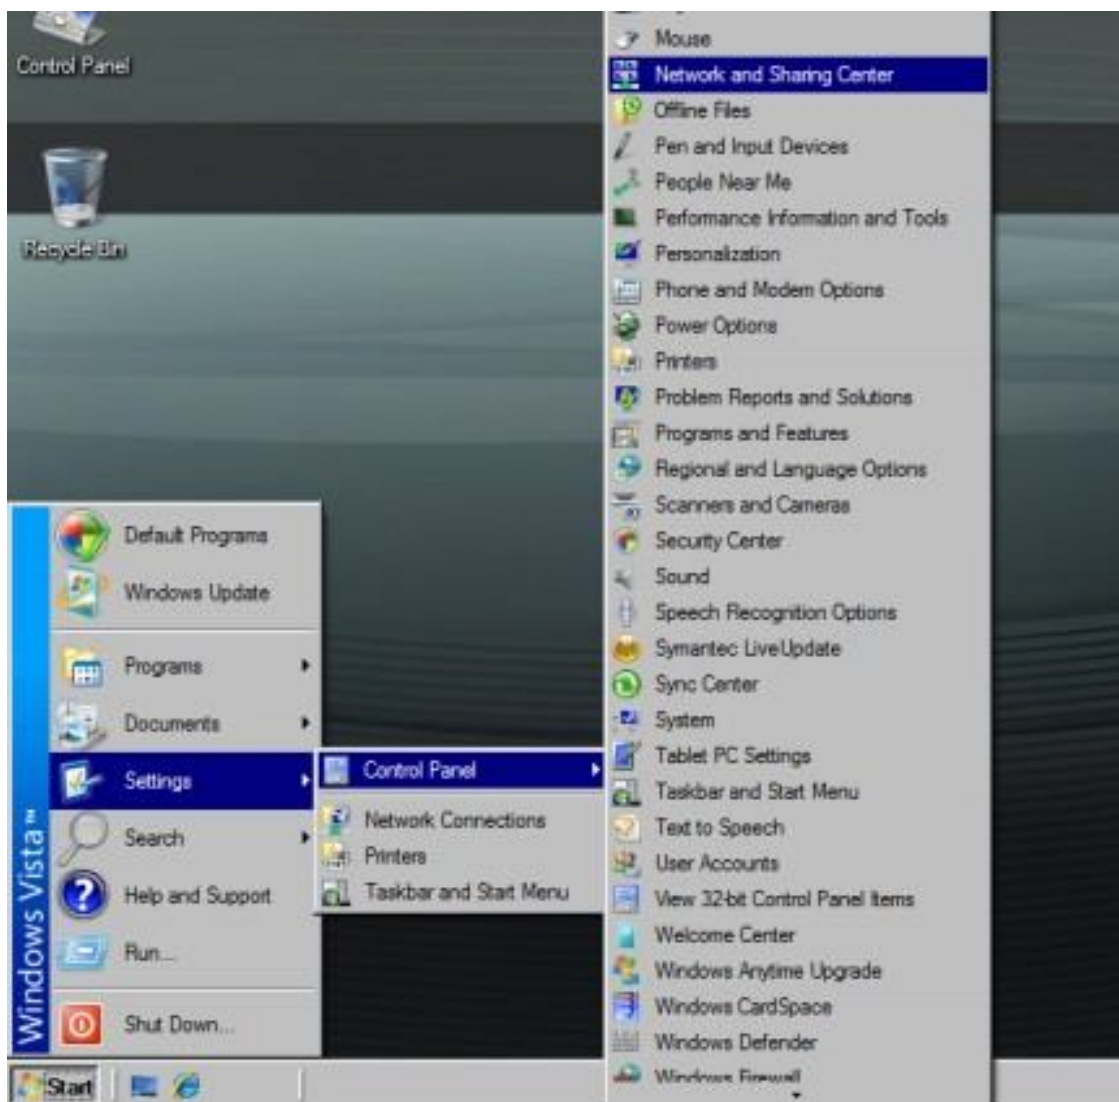 Control Panel
Recycle Bin
Default Programs
Windows Update
Programs
Documents
Settings
Search
Help and Support
Run...
Shut Down...
Windows Vista™
Start
Control Panel
Network Connections
Printers
Taskbar and Start Menu
Mouse
Network and Sharing Center
Offline Files
Pen and Input Devices
People Near Me
Performance Information and Tools
Personalization
Phone and Modem Options
Power Options
Printers
Problem Reports and Solutions
Programs and Features
Regional and Language Options
Scanners and Cameras
Security Center
Sound
Speech Recognition Options
Symantec LiveUpdate
Sync Center
System
Tablet PC Settings
Taskbar and Start Menu
Text to Speech
User Accounts
View 32-bit Control Panel Items
Welcome Center
Windows Anytime Upgrade
Windows CardSpace
Windows Defender
Windows Firewall